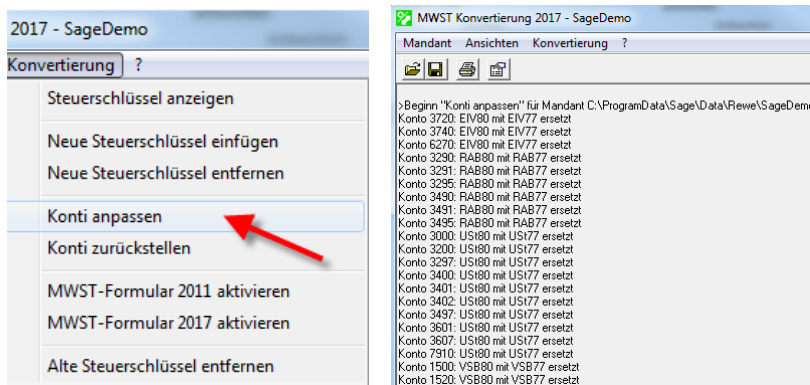 2017 - SageDemo
Konvertierung ?
Steuerschlüssel anzeigen
Neue Steuerschlüssel einfügen
Neue Steuerschlüssel entfernen
Konti anpassen
Konti zurückstellen
MWST-Formular 2011 aktivieren
MWST-Formular 2017 aktivieren
Alte Steuerschlüssel entfernen
MWST Konvertierung 2017 - SageDemo
Mandant Ansichten Konvertierung ?
>Beginn "Konti anpassen" für Mandant C:\ProgramData\Sage\Data\Rewe\SageDemo
Konto 3720: EIV80 mit EIV77 ersetzt
Konto 3740: EIV80 mit EIV77 ersetzt
Konto 6270: EIV80 mit EIV77 ersetzt
Konto 3290: RAB80 mit RAB77 ersetzt
Konto 3291: RAB80 mit RAB77 ersetzt
Konto 3295: RAB80 mit RAB77 ersetzt
Konto 3490: RAB80 mit RAB77 ersetzt
Konto 3491: RAB80 mit RAB77 ersetzt
Konto 3495: RAB80 mit RAB77 ersetzt
Konto 3000: USt80 mit USt77 ersetzt
Konto 3200: USt80 mit USt77 ersetzt
Konto 3297: USt80 mit USt77 ersetzt
Konto 3400: USt80 mit USt77 ersetzt
Konto 3401: USt80 mit USt77 ersetzt
Konto 3402: USt80 mit USt77 ersetzt
Konto 3497: USt80 mit USt77 ersetzt
Konto 3601: USt80 mit USt77 ersetzt
Konto 3607: USt80 mit USt77 ersetzt
Konto 7910: USt80 mit USt77 ersetzt
Konto 1500: VSB80 mit VSB77 ersetzt
Konto 1520: VSB80 mit VSB77 ersetzt